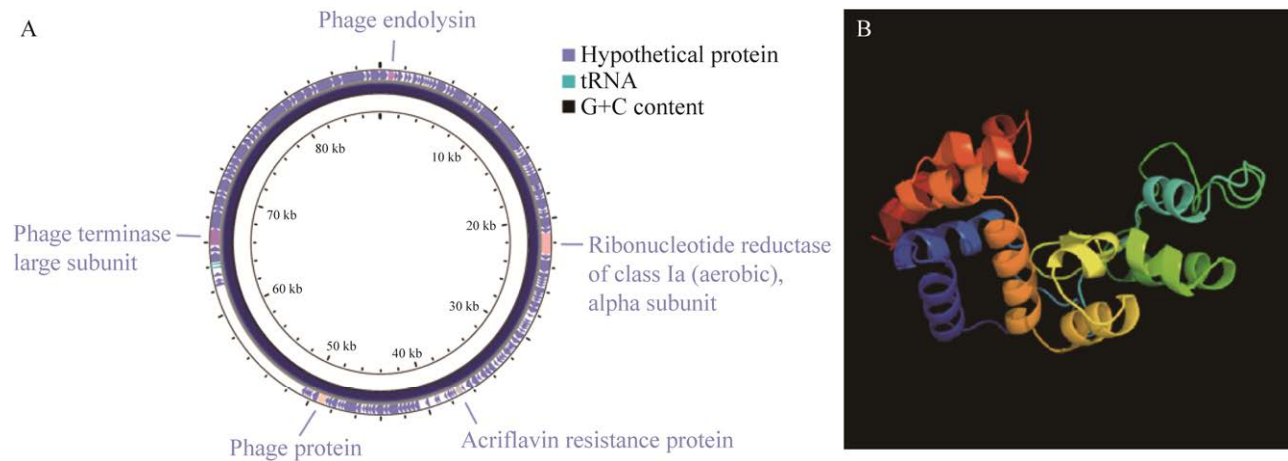 A
Phage endolysin
Hypothetical protein
tRNA
G+C content
80 kb
10 kb
70 kb
20 kb
60 kb
30 kb
50 kb
40 kb
Phage terminase
large subunit
Ribonucleotide reductase
of class Ia (aerobic),
alpha subunit
Phage protein
Acriflavin resistance protein
B